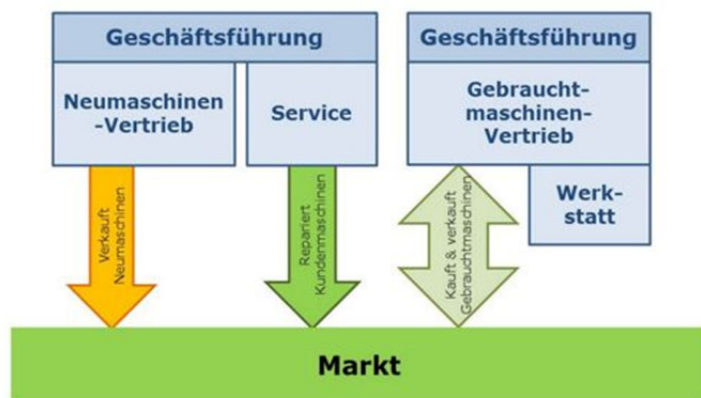 Geschäftsführung
Neumaschinen
-Vertrieb
Service
Verkauft
Neumaschinen
Repariert
Kundenmaschinen
Geschäftsführung
Gebraucht-
maschinen-
Vertrieb
Werk-
statt
Kauft & verkauft
Gebrauchtmaschinen
Markt